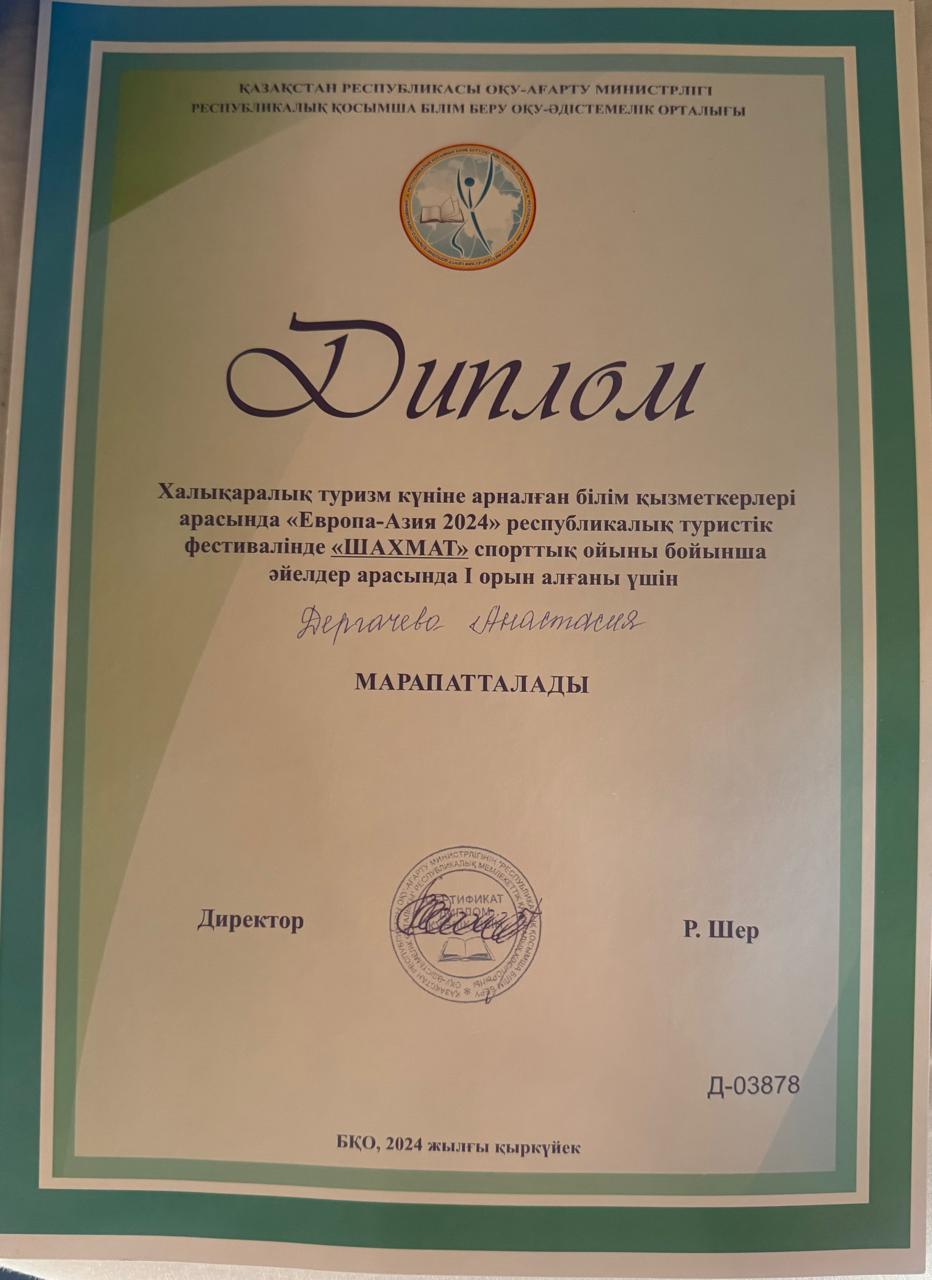 ҚАЗАҚСТАН РЕСПУБЛИКАСЫ ОҚУ-АҒАРТУ МИНИСТРЛІГІ
РЕСПУБЛИКАЛЫҚ ҚОСЫМША БІЛІМ БЕРУ ОҚУ-ӘДІСТЕМЕЛІК ОРТАЛЫҒЫ
Диплом
Халықаралық туризм күніне арналған білім қызметкерлері
арасында «Европа-Азия 2024» республикалық туристік
фестивалінде «ШАХМАТ» спорттық ойыны бойынша
әйелдер арасында I орын алғаны үшін
Дергачева Анастасия
МАРАПАТТАЛАДЫ
Директор
Р. Шер
Д-03878
БҚО, 2024 жылғы қыркүйек